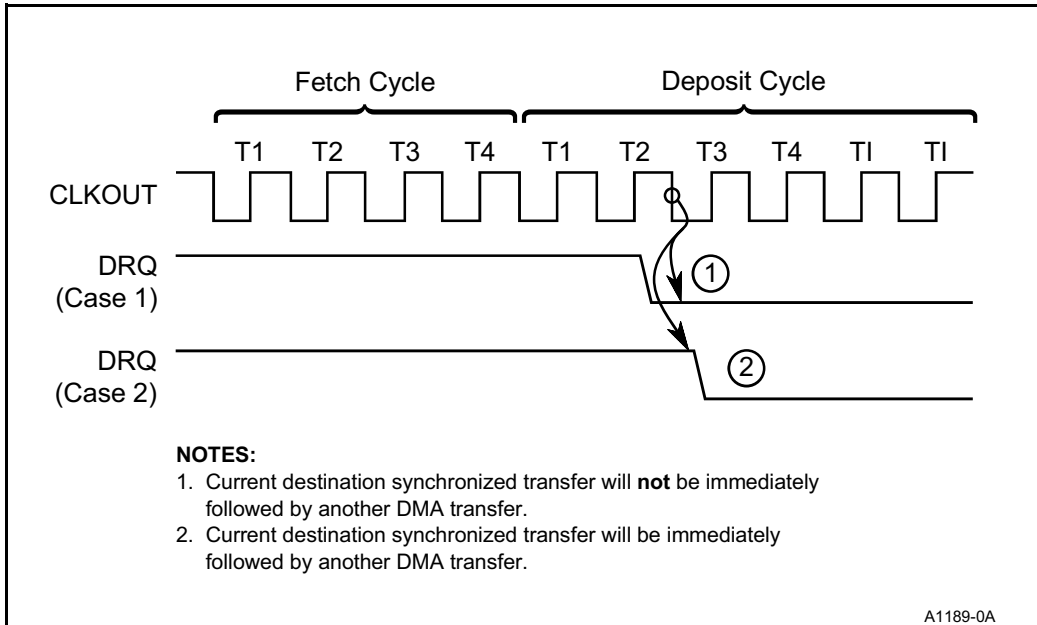 Fetch Cycle Deposit Cycle
T1 T2 T3 T4 T1 T2 T3 T4 TI TI
CLKOUT
DRQ
(Case 1)
1
DRQ
(Case 2)
2
NOTES:
1. Current destination synchronized transfer will not be immediately
followed by another DMA transfer.
2. Current destination synchronized transfer will be immediately
followed by another DMA transfer.
A1189-0A